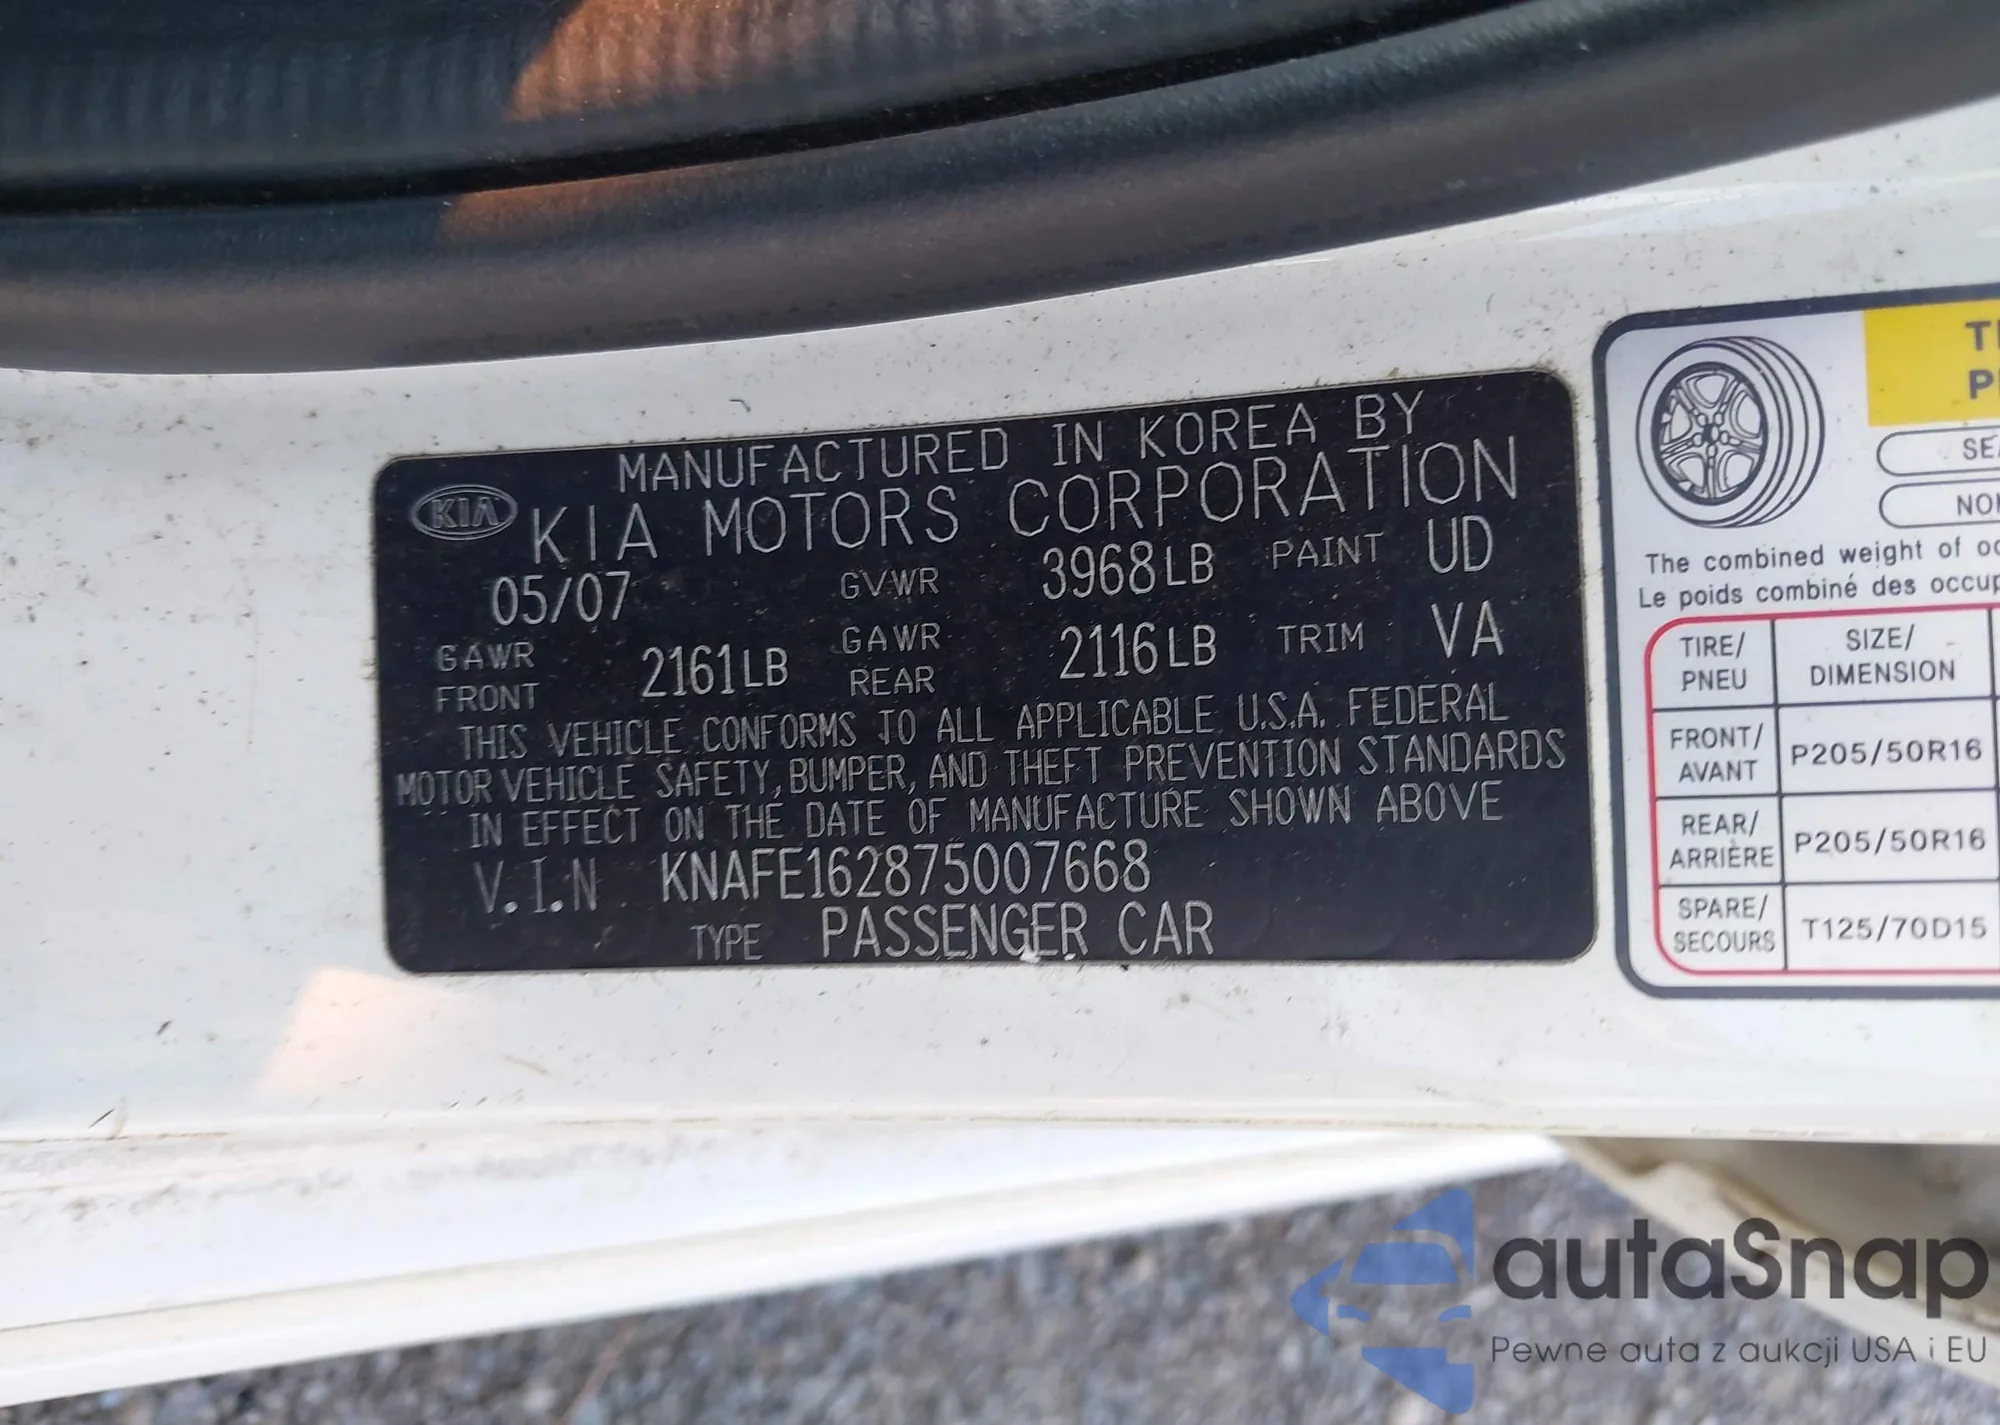 MANUFACTURED IN KOREA BY
KIA
KIA MOTORS CORPORATION
05/07 GVWR 3968LB PAINT UD
GAWR FRONT 2161LB GAWR REAR 2116LB TRIM VA
THIS VEHICLE CONFORMS TO ALL APPLICABLE U.S.A. FEDERAL
MOTOR VEHICLE SAFETY, BUMPER, AND THEFT PREVENTION STANDARDS
IN EFFECT ON THE DATE OF MANUFACTURE SHOWN ABOVE
V.I.N KNAFE162875007668
TYPE PASSENGER CAR
The combined weight of
Le poids combiné des
TIRE/ PNEU SIZE/ DIMENSION
FRONT/ AVANT P205/50R16
REAR/ ARRIÈRE P205/50R16
SPARE/ SECOURS T125/70D15
autaSnap
Pewne auta z aukcji USA i EU